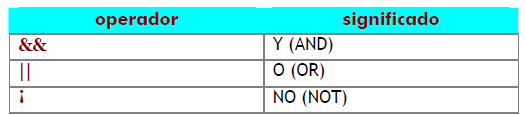 operador significado
&& Y (AND)
|| O (OR)
¡ NO (NOT)